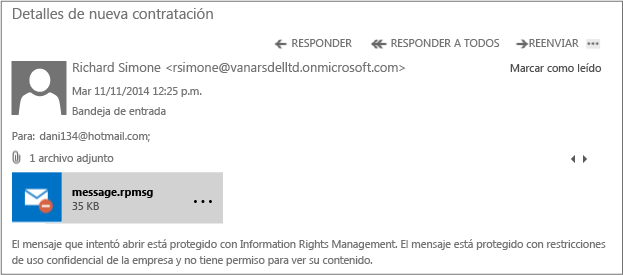 Detalles de nueva contratación
RESPONDER RESPONDER A TODOS REENVIAR ...
Richard Simone <rsimone@vanarsdelltd.onmicrosoft.com> Marcar como leído
Mar 11/11/2014 12:25 p.m.
Bandeja de entrada
Para: dani134@hotmail.com;
1 archivo adjunto
message.rpmsg
35 KB ...
El mensaje que intentó abrir está protegido con Information Rights Management. El mensaje está protegido con restricciones
de uso confidencial de la empresa y no tiene permiso para ver su contenido.